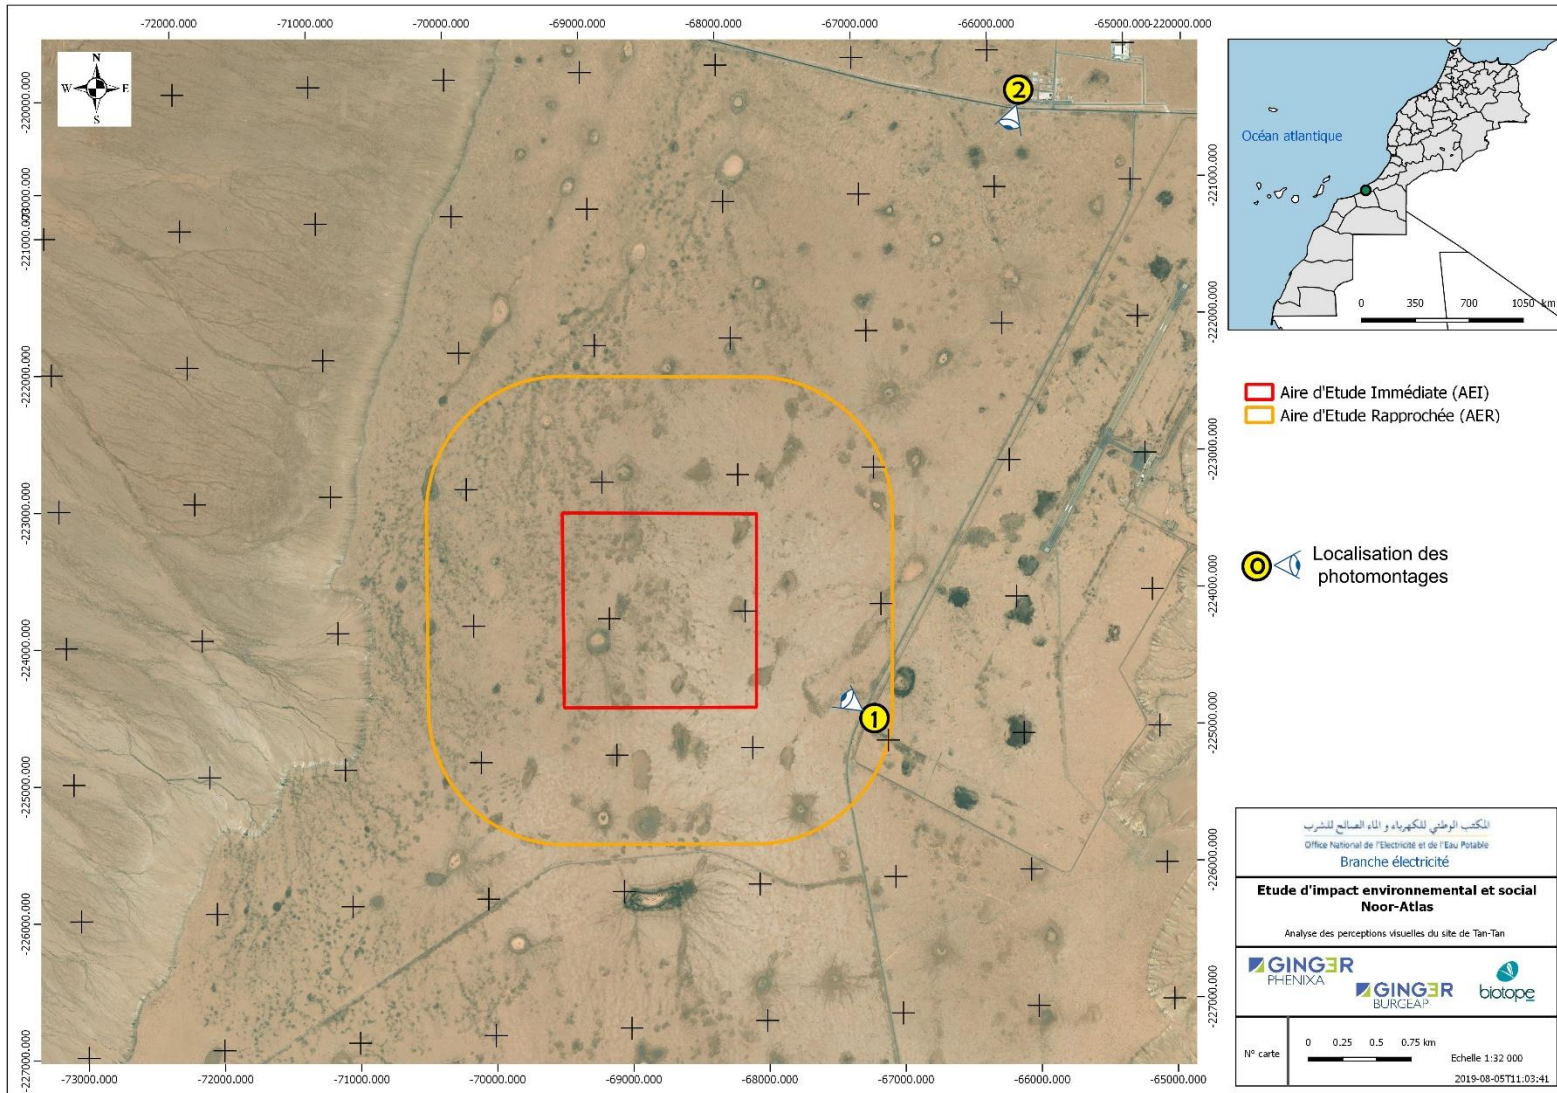 -72000.000 -71000.000 -70000.000 -69000.000 -68000.000 -67000.000 -66000.000 -65000.000 -220000.000
N
W E
S
-220000.000
-73000.000
-221000.000
-222000.000
-223000.000
-224000.000
-225000.000
-226000.000
-227000.000
2
1
-221000.000
-222000.000
-223000.000
-224000.000
-225000.000
-226000.000
-227000.000
-73000.000 -72000.000 -71000.000 -70000.000 -69000.000 -68000.000 -67000.000 -66000.000 -65000.000
Océan atlantique
0 350 700 1050 km
Aire d'Etude Immédiate (AEI)
Aire d'Etude Rapprochée (AER)
O Localisation des
photomontages
المكتب الوطني للكهرباء و الماء الصالح للشرب
Office National de l'Electricité et de l'Eau Potable
Branche électricité
Etude d'impact environnemental et social
Noor-Atlas
Analyse des perceptions visuelles du site de Tan-Tan
GINGER
PHENIXA
GINGER
BURGEAP
biotope
N° carte
0 0.25 0.5 0.75 km
Echelle 1:32 000
2019-08-05T11:03:41